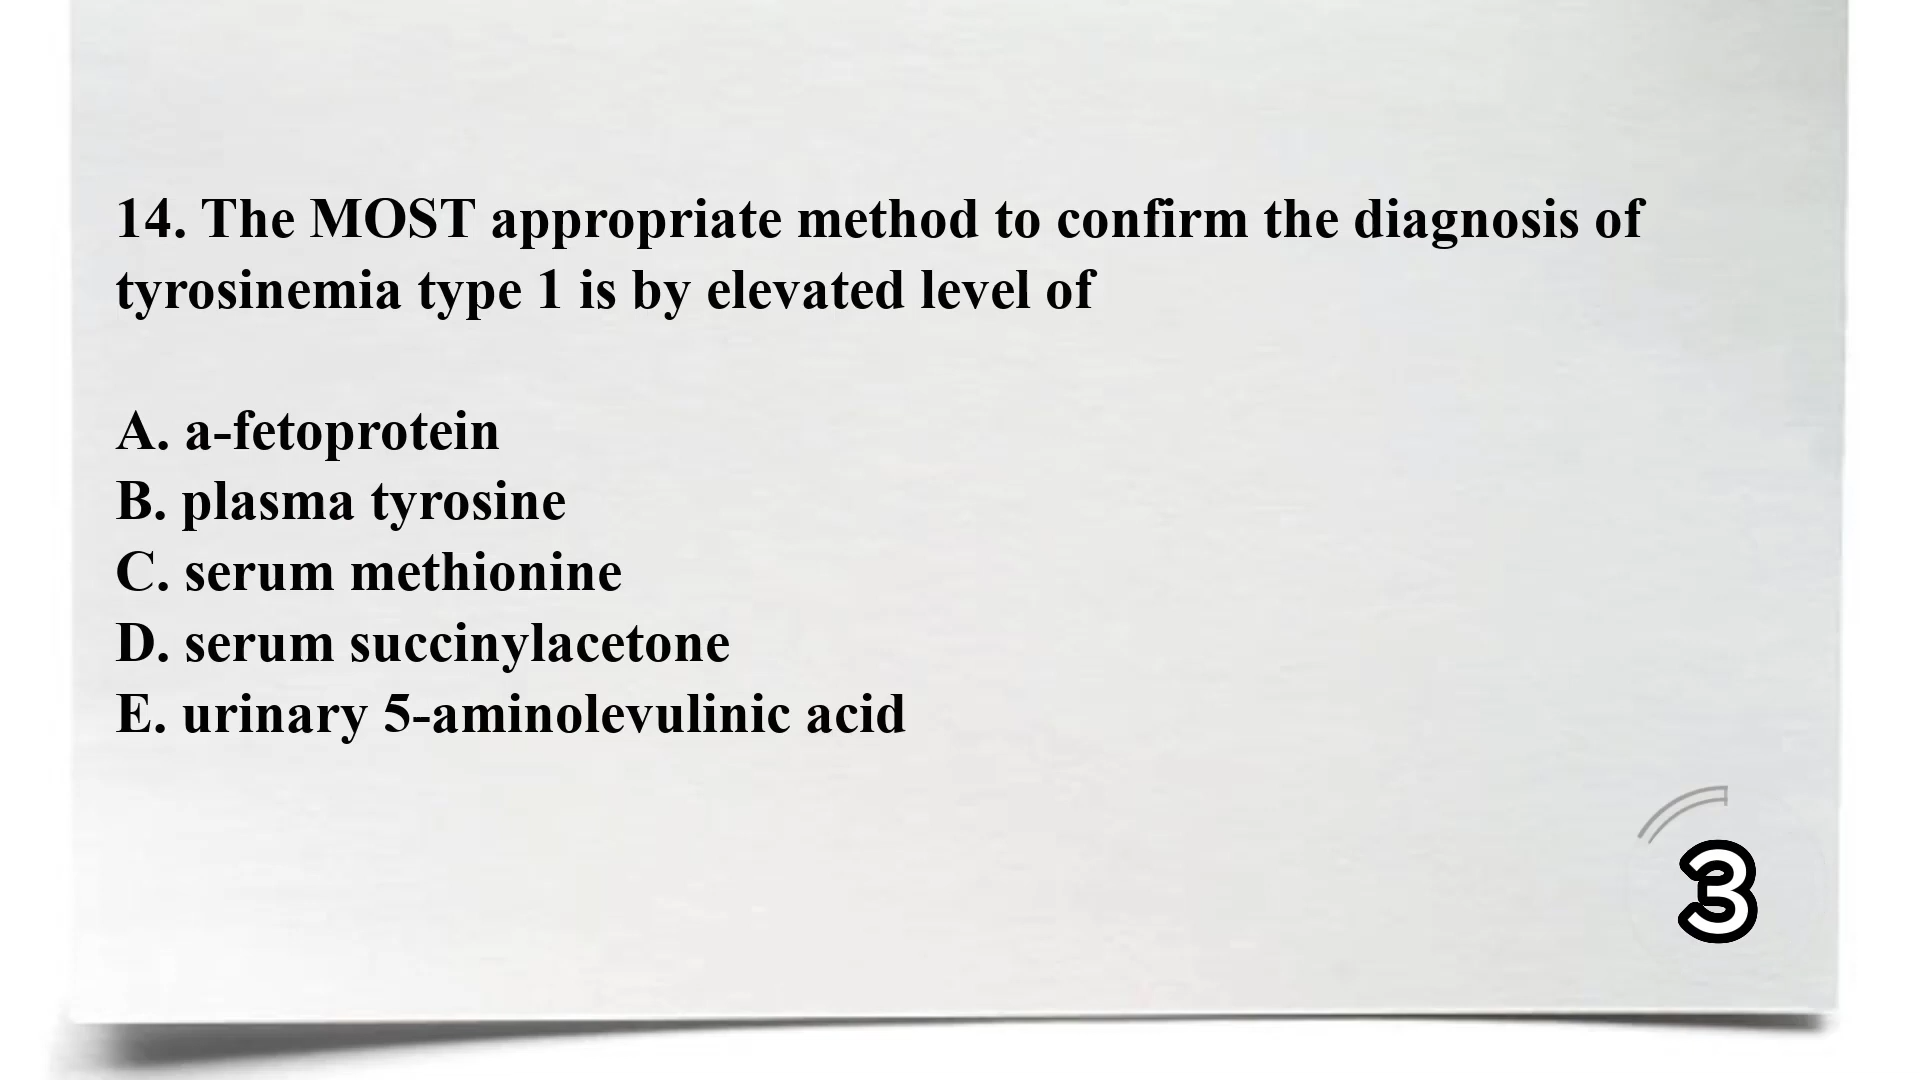 14. The MOST appropriate method to confirm the diagnosis of
tyrosinemia type 1 is by elevated level of
A. a-fetoprotein
B. plasma tyrosine
C. serum methionine
D. serum succinylacetone
E. urinary 5-aminolevulinic acid
3